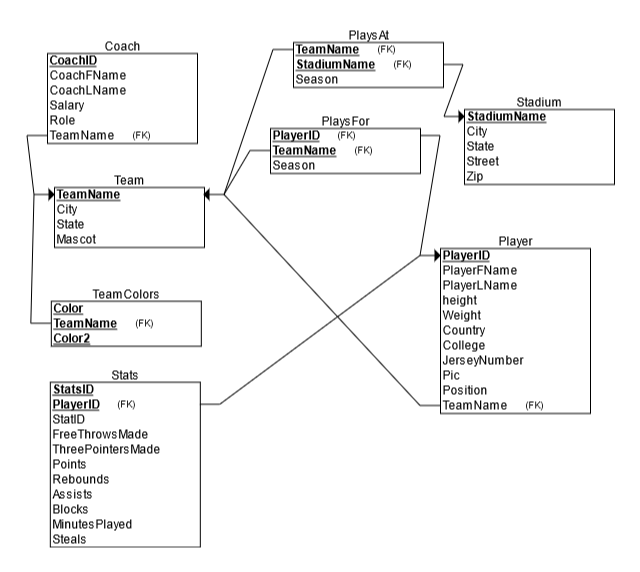 Coach
CoachID
CoachFName
CoachLName
Salary
Role
TeamName (FK)
PlaysAt
TeamName (FK)
StadiumName (FK)
Season
Stadium
StadiumName
City
State
Street
Zip
PlaysFor
PlayerID (FK)
TeamName (FK)
Season
Team
TeamName
City
State
Mascot
Player
PlayerID
PlayerFName
PlayerLName
height
Weight
Country
College
JerseyNumber
Pic
Position
TeamName (FK)
TeamColors
Color
TeamName (FK)
Color2
Stats
StatsID
PlayerID (FK)
StatID
FreeThrowsMade
ThreePointersMade
Points
Rebounds
Assists
Blocks
MinutesPlayed
Steals